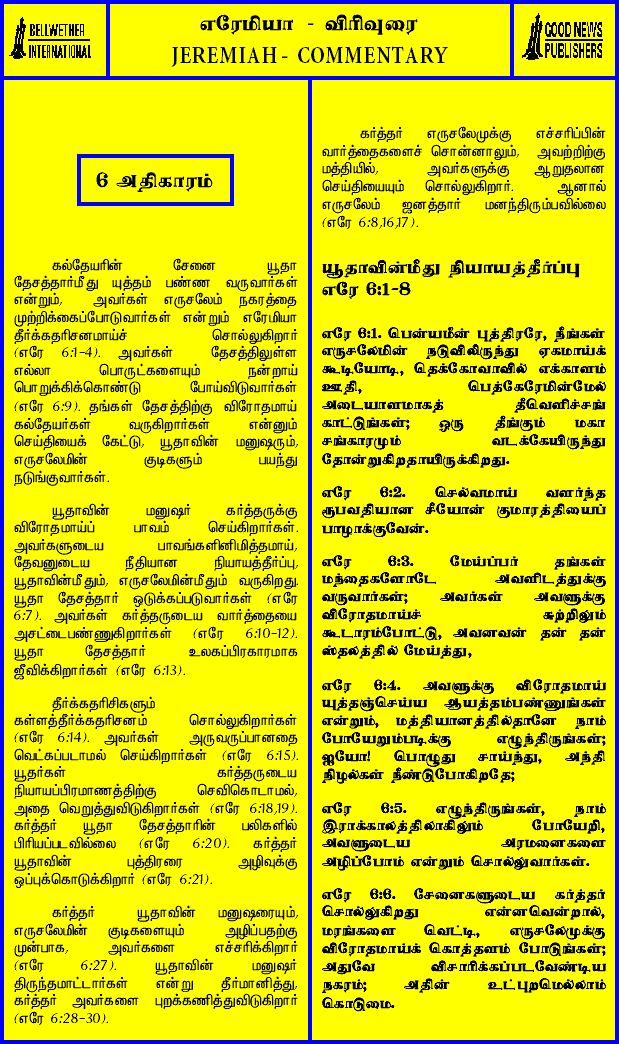 BELLWETHER
INTERNATIONAL
எரேமியா - விரிவுரை
JEREMIAH - COMMENTARY
GOOD NEWS
PUBLISHERS
6 அதிகாரம்
கல்தேயரின் சேனை யூதா
தேசத்தார்மீது யுத்தம் பண்ண வருவார்கள்
என்றும், அவர்கள் எருசலேம் நகரத்தை
முற்றிக்கைப்போடுவார்கள் என்றும் எரேமியா
தீர்க்கதரிசனமாய்ச் சொல்லுகிறார்
(எரே 6:1-4). அவர்கள் தேசத்திலுள்ள
எல்லா பொருட்களையும் நன்றாய்
பொறுக்கிக்கொண்டு போய்விடுவார்கள்
(எரே 6:9). தங்கள் தேசத்திற்கு விரோதமாய்
கல்தேயர்கள் வருகிறார்கள் என்னும்
செய்தியைக் கேட்டு, யூதாவின் மனுஷரும்,
எருசலேமின் குடிகளும் பயந்து
நடுங்குவார்கள்.
யூதாவின் மனுஷர் கர்த்தருக்கு
விரோதமாய்ப் பாவம் செய்கிறார்கள்.
அவர்களுடைய பாவங்களினிமித்தமாய்,
தேவனுடைய நீதியான நியாயத்தீர்ப்பு,
யூதாவின்மீதும், எருசலேமின்மீதும் வருகிறது.
யூதா தேசத்தார் ஒடுக்கப்படுவார்கள் (எரே
6:7). அவர்கள் கர்த்தருடைய வார்த்தையை
அசட்டைபண்ணுகிறார்கள் (எரே 6:10-12).
யூதா தேசத்தார் உலகப்பிரகாரமாக
ஜீவிக்கிறார்கள் (எரே 6:13).
தீர்க்கதரிசிகளும்
கள்ளத்தீர்க்கதரிசனம் சொல்லுகிறார்கள்
(எரே 6:14). அவர்கள் அருவருப்பானதை
வெட்கப்படாமல் செய்கிறார்கள் (எரே 6:15).
யூதர்கள் கர்த்தருடைய
நியாயப்பிரமாணத்திற்கு செவிகொடாமல்,
அதை வெறுத்துவிடுகிறார்கள் (எரே 6:18,19).
கர்த்தர் யூதா தேசத்தாரின் பலிகளில்
பிரியப்படவில்லை (எரே 6:20). கர்த்தர்
யூதாவின் புத்திரரை அழிவுக்கு
ஒப்புக்கொடுக்கிறார் (எரே 6:21).
கர்த்தர் யூதாவின் மனுஷரையும்,
எருசலேமின் குடிகளையும் அழிப்பதற்கு
முன்பாக, அவர்களை எச்சரிக்கிறார்
(எரே 6:27). யூதாவின் மனுஷர்
திருந்தமாட்டார்கள் என்று தீர்மானித்து,
கர்த்தர் அவர்களை புறக்கணித்துவிடுகிறார்
(எரே 6:28-30).
கர்த்தர் எருசலேமுக்கு எச்சரிப்பின்
வார்த்தைகளைச் சொன்னாலும், அவற்றிற்கு
மத்தியில், அவர்களுக்கு ஆறுதலான
செய்தியையும் சொல்லுகிறார். ஆனால்
எருசலேம் ஜனத்தார் மனந்திரும்பவில்லை
(எரே 6:8,16,17).
யூதாவின்மீது நியாயத்தீர்ப்பு
எரே 6:1-8
எரே 6:1. பென்யமீன் புத்திரரே, நீங்கள்
எருசலேமின் நடுவிலிருந்து ஏகமாய்க்
கூடியோடி, தெக்கோவாவில் எக்காளம்
ஊதி, பெத்கேரேமின்மேல்
அடையாளமாகத் தீவெளிச்சங்
காட்டுங்கள்; ஒரு தீங்கும் மகா
சங்காரமும் வடக்கேயிருந்து
தோன்றுகிறதாயிருக்கிறது.
எரே 6:2. செல்வமாய் வளர்ந்த
ரூபவதியான சீயோன் குமாரத்தியைப்
பாழாக்குவேன்.
எரே 6:3. மேய்ப்பர் தங்கள்
மந்தைகளோடே அவளிடத்துக்கு
வருவார்கள்; அவர்கள் அவளுக்கு
விரோதமாய்ச் சுற்றிலும்
கூடாரம்போட்டு, அவனவன் தன் தன்
ஸ்தலத்தில் மேய்த்து,
எரே 6:4. அவளுக்கு விரோதமாய்
யுத்தஞ்செய்ய ஆயத்தம்பண்ணுங்கள்
என்றும், மத்தியானத்தில்தானே நாம்
போயேறும்படிக்கு எழுந்திருங்கள்;
ஐயோ! பொழுது சாய்ந்து, அந்தி
நிழல்கள் நீண்டுபோகிறதே;
எரே 6:5. எழுந்திருங்கள், நாம்
இராக்காலத்திலாகிலும் போயேறி,
அவளுடைய அரமனைகளை
அழிப்போம் என்றும் சொல்லுவார்கள்.
எரே 6:6. சேனைகளுடைய கர்த்தர்
சொல்லுகிறது என்னவென்றால்,
மரங்களை வெட்டி, எருசலேமுக்கு
விரோதமாய்க் கொத்தளம் போடுங்கள்;
அதுவே விசாரிக்கப்படவேண்டிய
நகரம்; அதின் உட்புறமெல்லாம்
கொடுமை.